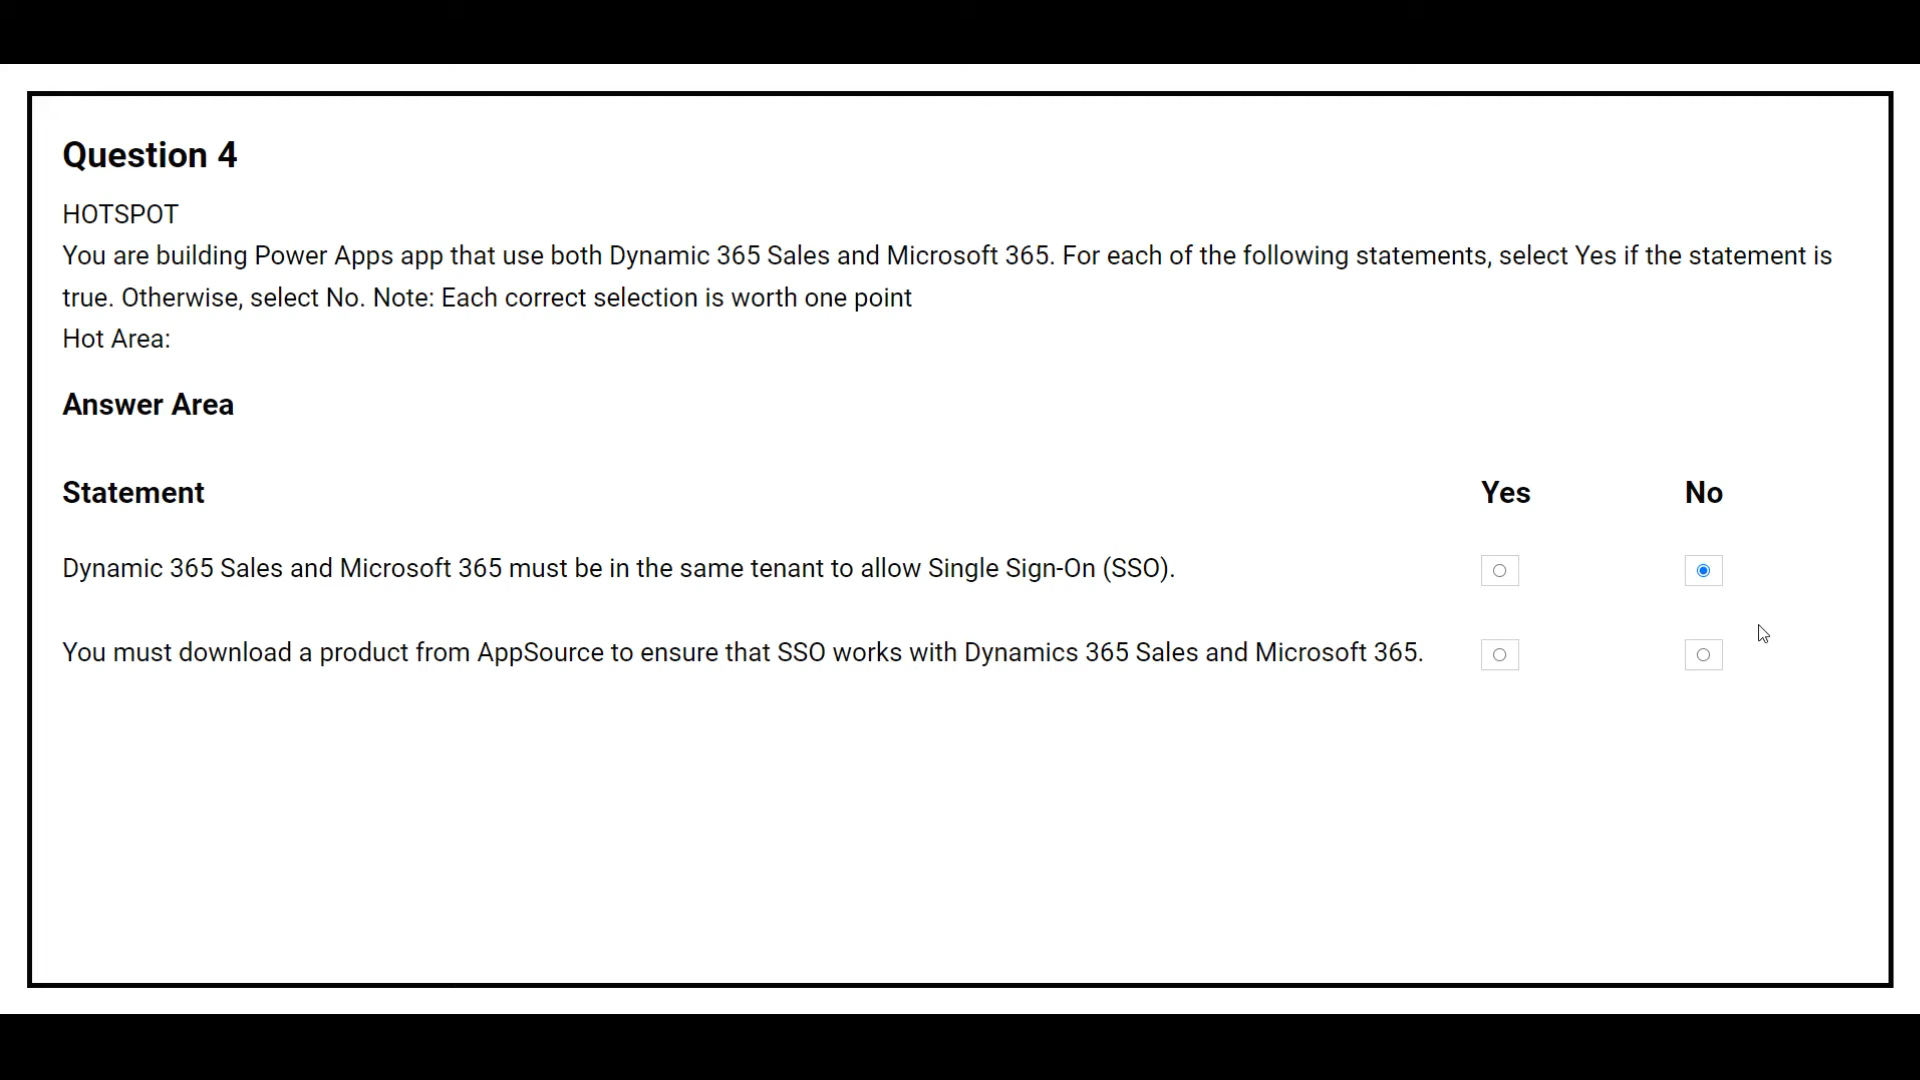 Question 4
HOTSPOT
You are building Power Apps app that use both Dynamic 365 Sales and Microsoft 365. For each of the following statements, select Yes if the statement is
true. Otherwise, select No. Note: Each correct selection is worth one point
Hot Area:
Answer Area
Statement Yes No
Dynamic 365 Sales and Microsoft 365 must be in the same tenant to allow Single Sign-On (SSO).
You must download a product from AppSource to ensure that SSO works with Dynamics 365 Sales and Microsoft 365.